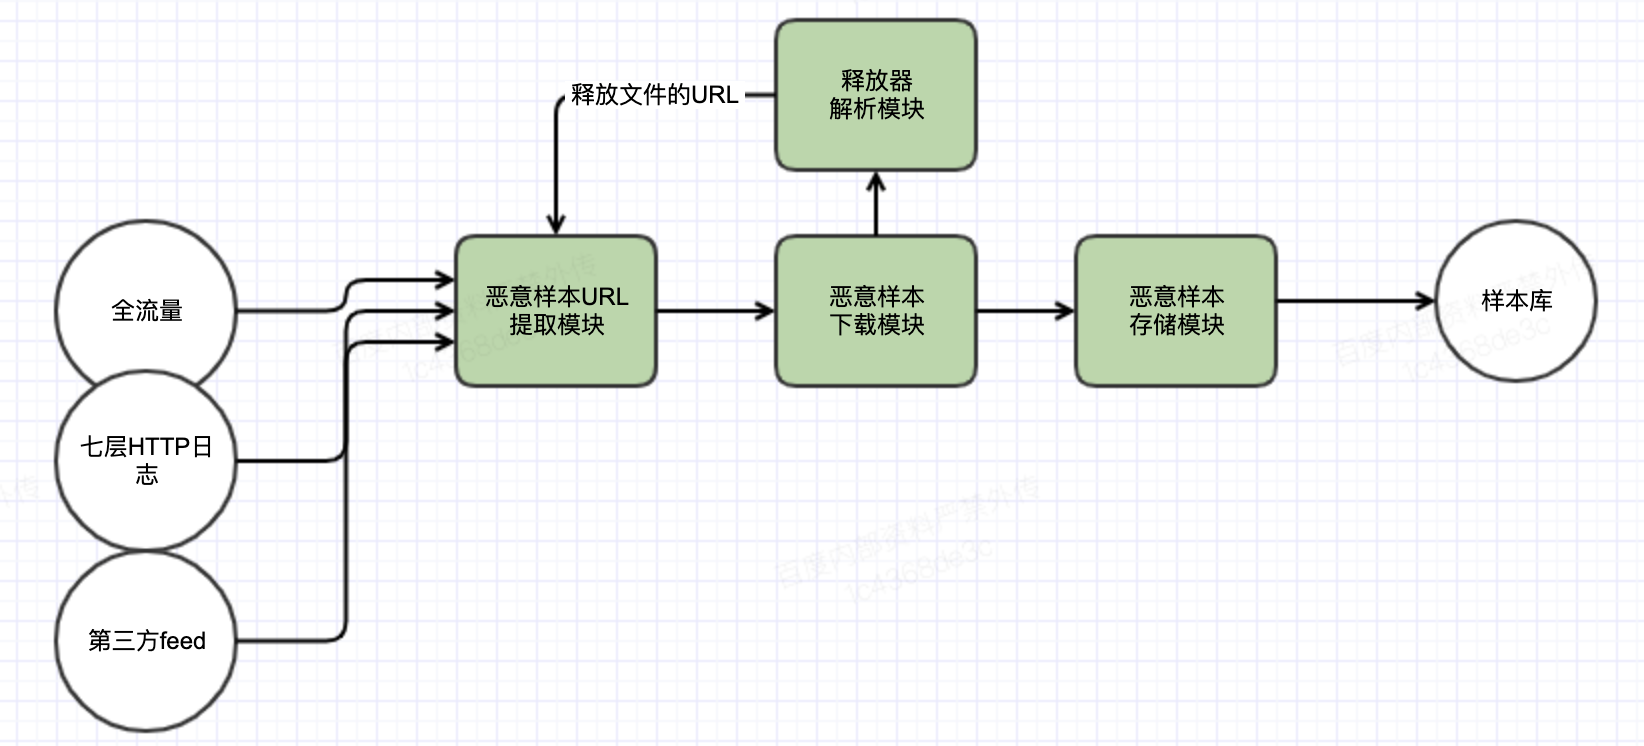 释放器
解析模块
释放文件的URL
全流量
恶意样本URL
提取模块
恶意样本
下载模块
恶意样本
存储模块
样本库
七层HTTP日
志
第三方feed
百度内部资料严禁外传
1c4368de3c